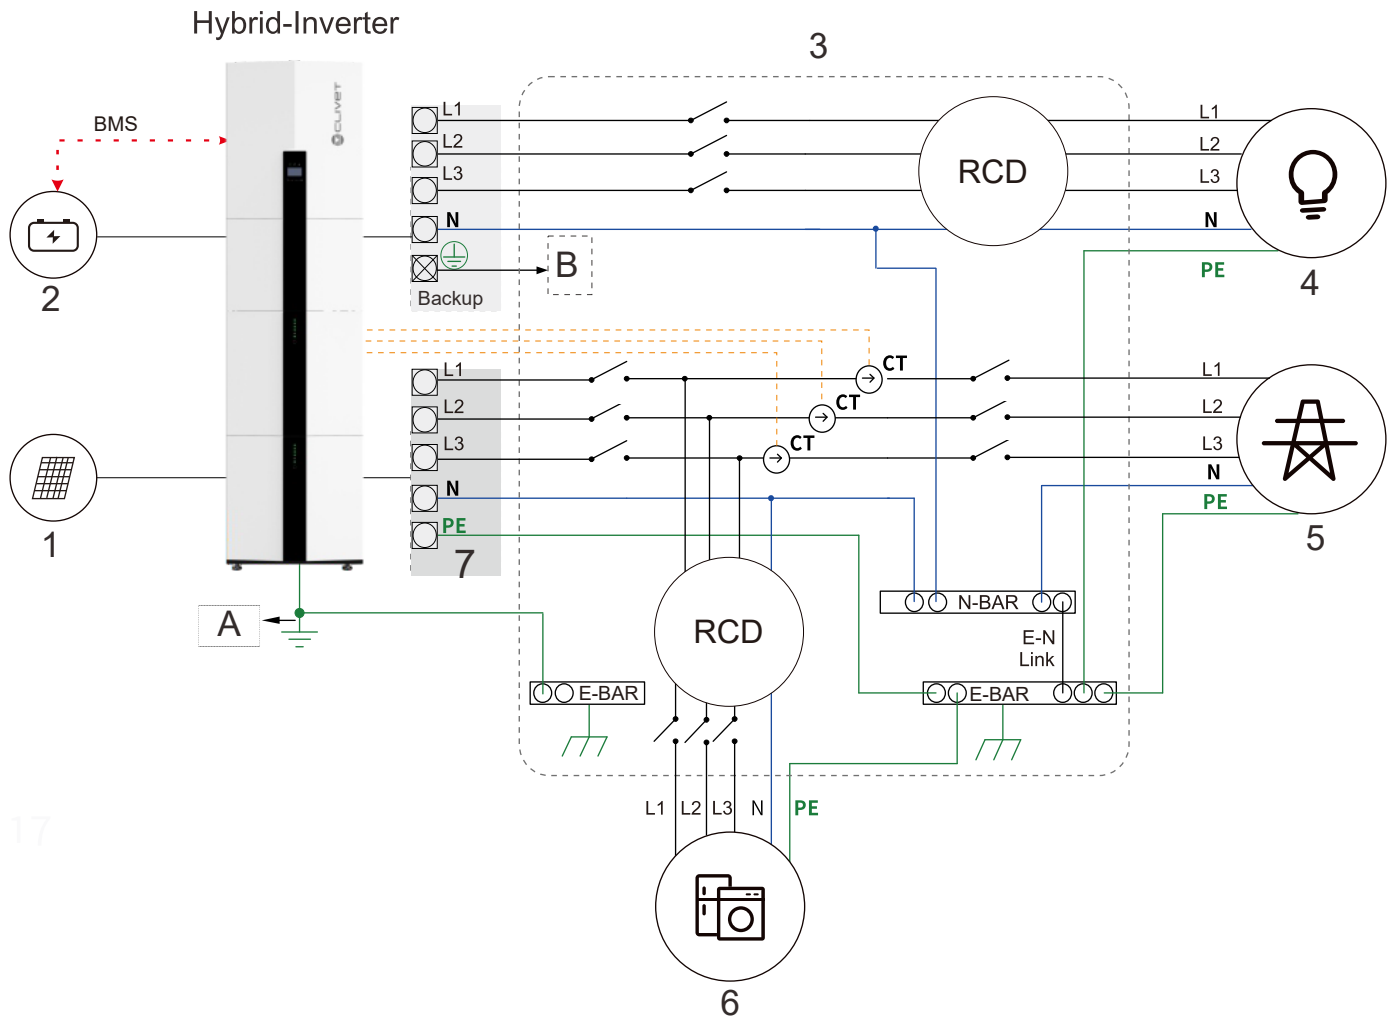 Hybrid-Inverter
3
BMS
CLIVET
L1
L2
L3
N
Backup
B
RCD
L1
L2
L3
N
PE
4
2
L1
L2
L3
N
PE
7
CT
CT
CT
L1
L2
L3
N
PE
5
1
A
RCD
N-BAR
E-N
Link
E-BAR
E-BAR
L1
L2
L3
N
PE
17
6